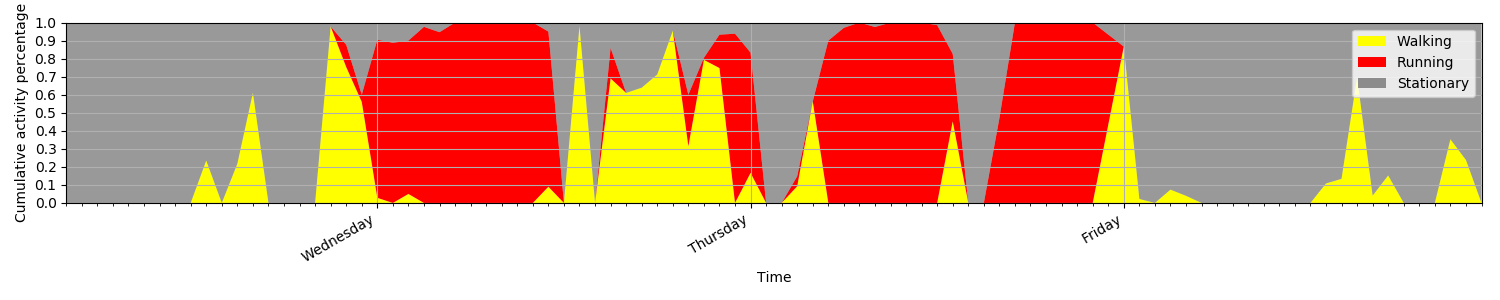 Cumulative activity percentage
1.0
0.9
0.8
0.7
0.6
0.5
0.4
0.3
0.2
0.1
0.0
Walking
Running
Stationary
Wednesday
Thursday
Friday
Time